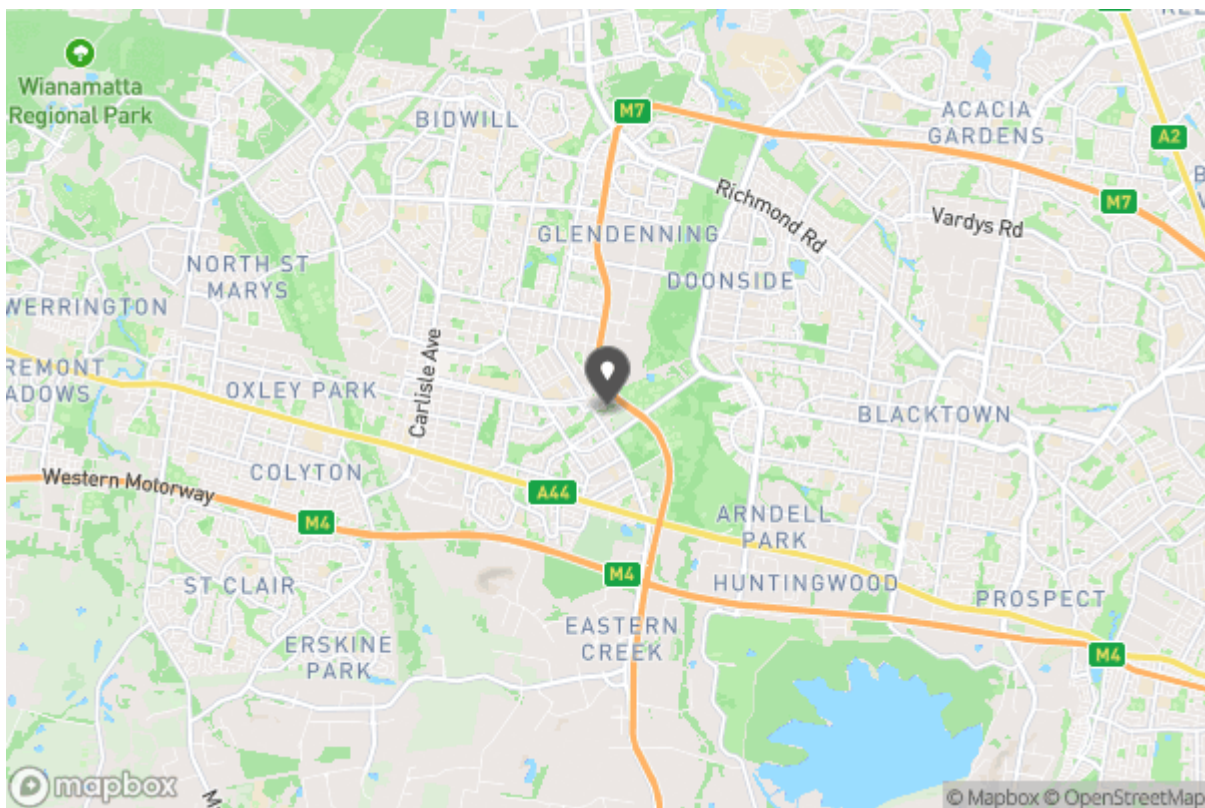 Wianamatta
Regional Park
BIDWILL
M7
ACACIA
GARDENS
A2
M7
Richmond Rd
Vardys Rd
GLENDENNING
DOONSIDE
NORTH ST
MARYS
WERRINGTON
REMONT
ADOWS
OXLEY PARK
Carlisle Ave
BLACKTOWN
COLYTON
Western Motorway
A44
M4
ARNDELL
PARK
M4
HUNTINGWOOD
PROSPECT
ST CLAIR
EASTERN
CREEK
ERSKINE
PARK
M4
mapbox
© Mapbox © OpenStreetMap